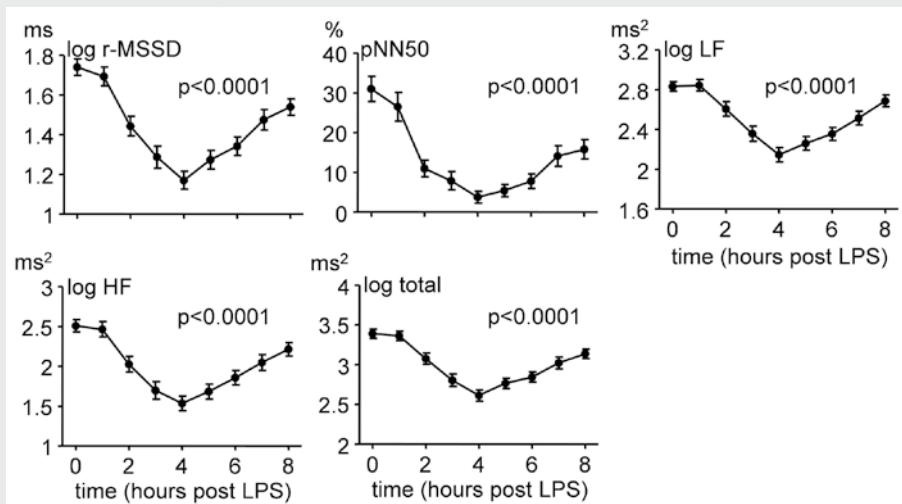 ms
log r-MSSD
p<0.0001
1.8
1.6
1.4
1.2
1
%
pNN50
p<0.0001
40
30
20
10
0
ms²
log LF
p<0.0001
3.2
2.8
2.4
2
1.6
0 2 4 6 8
time (hours post LPS)
ms²
log HF
p<0.0001
3
2.5
2
1.5
1
0 2 4 6 8
time (hours post LPS)
ms²
log total
p<0.0001
4
3.5
3
2.5
2
0 2 4 6 8
time (hours post LPS)